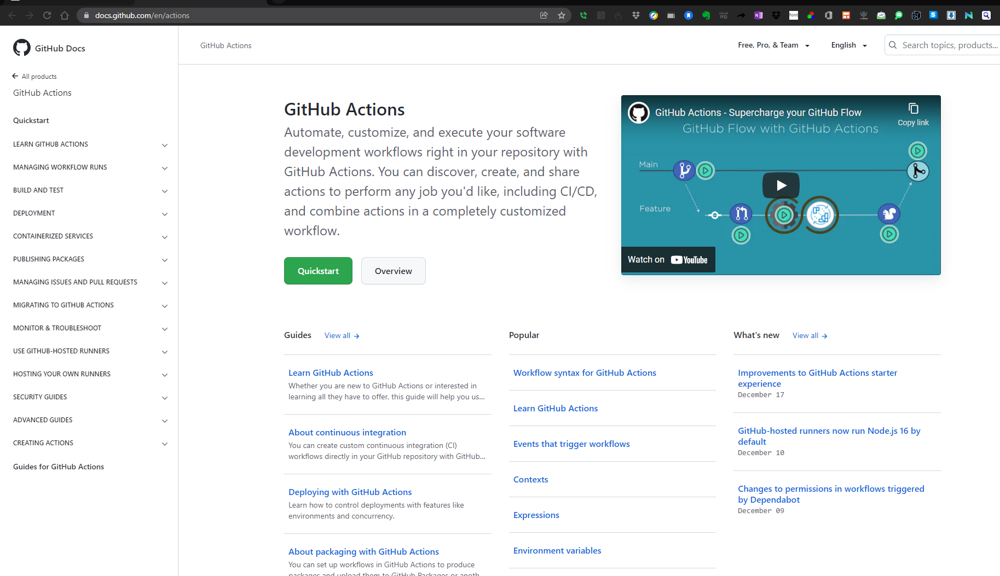 docs.github.com/en/actions
GitHub Docs
All products
GitHub Actions
Quickstart
LEARN GITHUB ACTIONS
MANAGING WORKFLOW RUNS
BUILD AND TEST
DEPLOYMENT
CONTAINERIZED SERVICES
PUBLISHING PACKAGES
MANAGING ISSUES AND PULL REQUESTS
MIGRATING TO GITHUB ACTIONS
MONITOR & TROUBLESHOOT
USE GITHUB-HOSTED RUNNERS
HOSTING YOUR OWN RUNNERS
SECURITY GUIDES
ADVANCED GUIDES
CREATING ACTIONS
Guides for GitHub Actions
GitHub Actions
Free, Pro, & Team
English
Search topics, products...
GitHub Actions
Automate, customize, and execute your software
development workflows right in your repository with
GitHub Actions. You can discover, create, and share
actions to perform any job you'd like, including CI/CD,
and combine actions in a completely customized
workflow.
Quickstart
Overview
GitHub Actions - Supercharge your GitHub Flow
Copy link
GitHub Flow with GitHub Actions
Main
Feature
Watch on YouTube
Guides
View all
Learn GitHub Actions
Whether you are new to GitHub Actions or interested in
learning all they have to offer, this guide will help you us...
About continuous integration
You can create custom continuous integration (CI)
workflows directly in your GitHub repository with GitHub...
Deploying with GitHub Actions
Learn how to control deployments with features like
environments and concurrency.
About packaging with GitHub Actions
You can set up workflows in GitHub Actions to produce
packages and upload them to GitHub Packages or anoth
Popular
Workflow syntax for GitHub Actions
Learn GitHub Actions
Events that trigger workflows
Contexts
Expressions
Environment variables
What's new
View all
Improvements to GitHub Actions starter
experience
December 17
GitHub-hosted runners now run Node.js 16 by
default
December 10
Changes to permissions in workflows triggered
by Dependabot
December 09